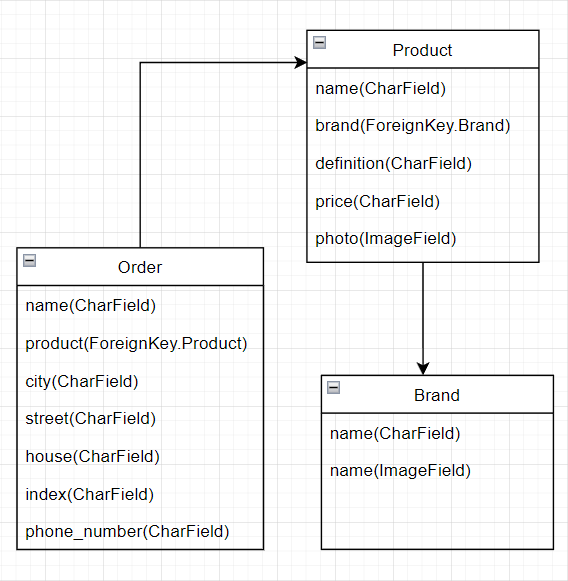 Product
name(CharField)
brand(ForeignKey.Brand)
definition(CharField)
price(CharField)
photo(ImageField)
Order
name(CharField)
product(ForeignKey.Product)
city(CharField)
street(CharField)
house(CharField)
index(CharField)
phone_number(CharField)
Brand
name(CharField)
name(ImageField)